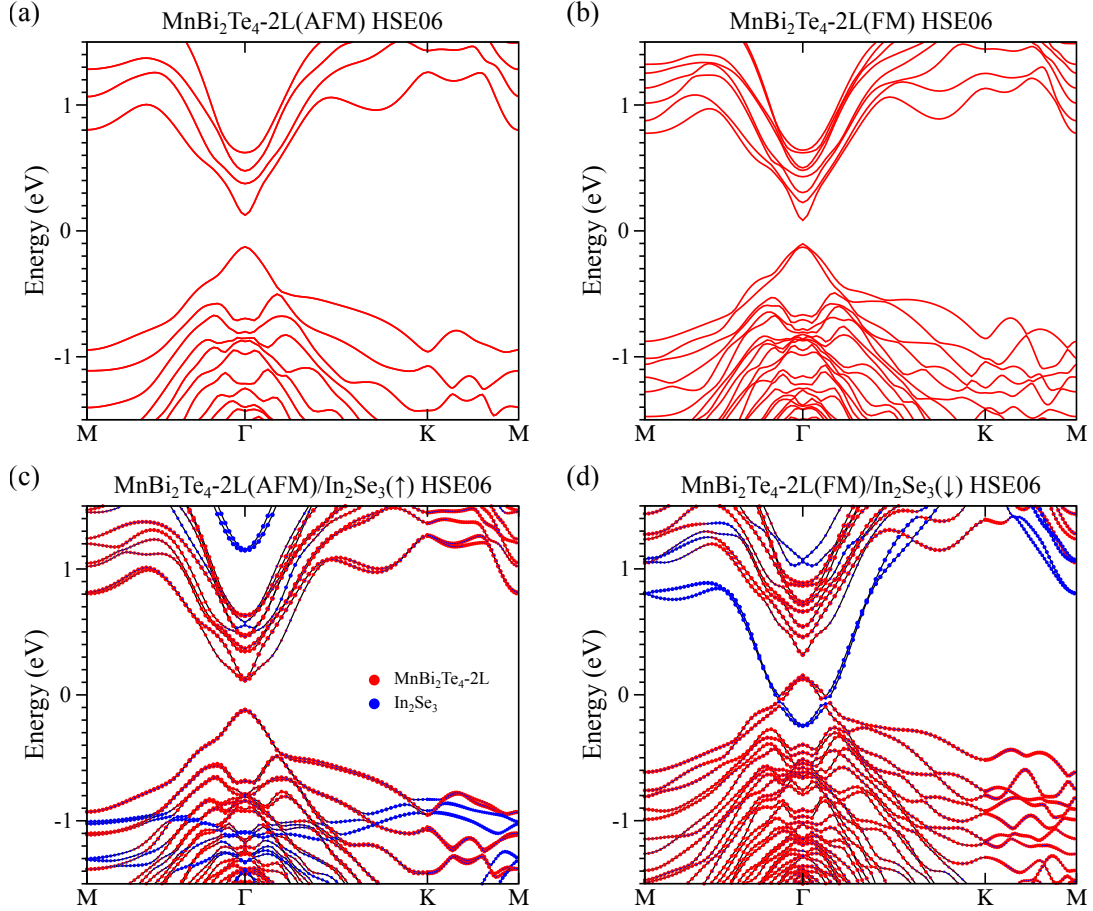 (a)
MnBi₂Te₄-2L(AFM) HSE06
Energy (eV)
1
0
-1
M Γ K M
(b)
MnBi₂Te₄-2L(FM) HSE06
Energy (eV)
1
0
-1
M Γ K M
(c)
MnBi₂Te₄-2L(AFM)/In₂Se₃(↑) HSE06
Energy (eV)
1
0
-1
MnBi₂Te₄-2L
In₂Se₃
M Γ K M
(d)
MnBi₂Te₄-2L(FM)/In₂Se₃(↓) HSE06
Energy (eV)
1
0
-1
M Γ K M